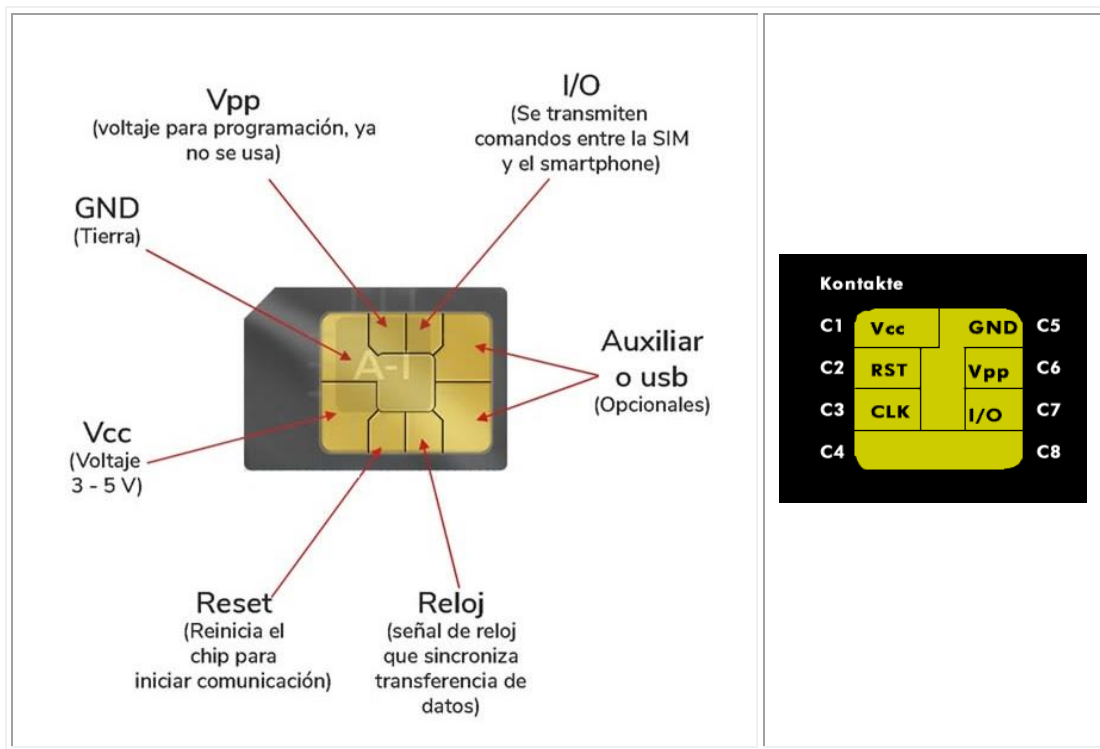 Vpp
(voltaje para programación, ya
no se usa)
I/O
(Se transmiten
comandos entre la SIM
y el smartphone)
GND
(Tierra)
A-1
Auxiliar
o usb
(Opcionales)
Vcc
(Voltaje
3 - 5 V)
Reset
(Reinicia el
chip para
iniciar comunicación)
Reloj
(señal de reloj
que sincroniza
transferencia de
datos)
Kontakte
C1 Vcc GND C5
C2 RST Vpp C6
C3 CLK I/O C7
C4 C8